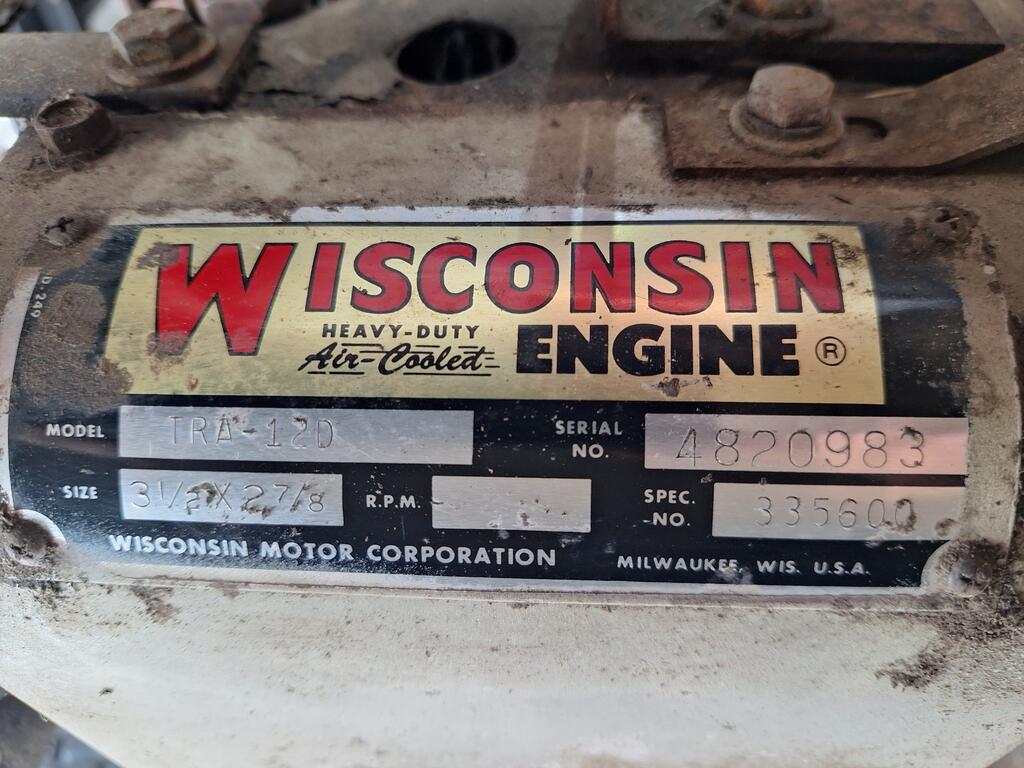 WISCONSIN
HEAVY-DUTY
Air-Cooled
ENGINE ®
MODEL TRA-12D
SERIAL NO. 4820983
SIZE 3 1/2 X 2 7/8
R.P.M.
SPEC. NO. 335600
WISCONSIN MOTOR CORPORATION
MILWAUKEE, WIS. U.S.A.